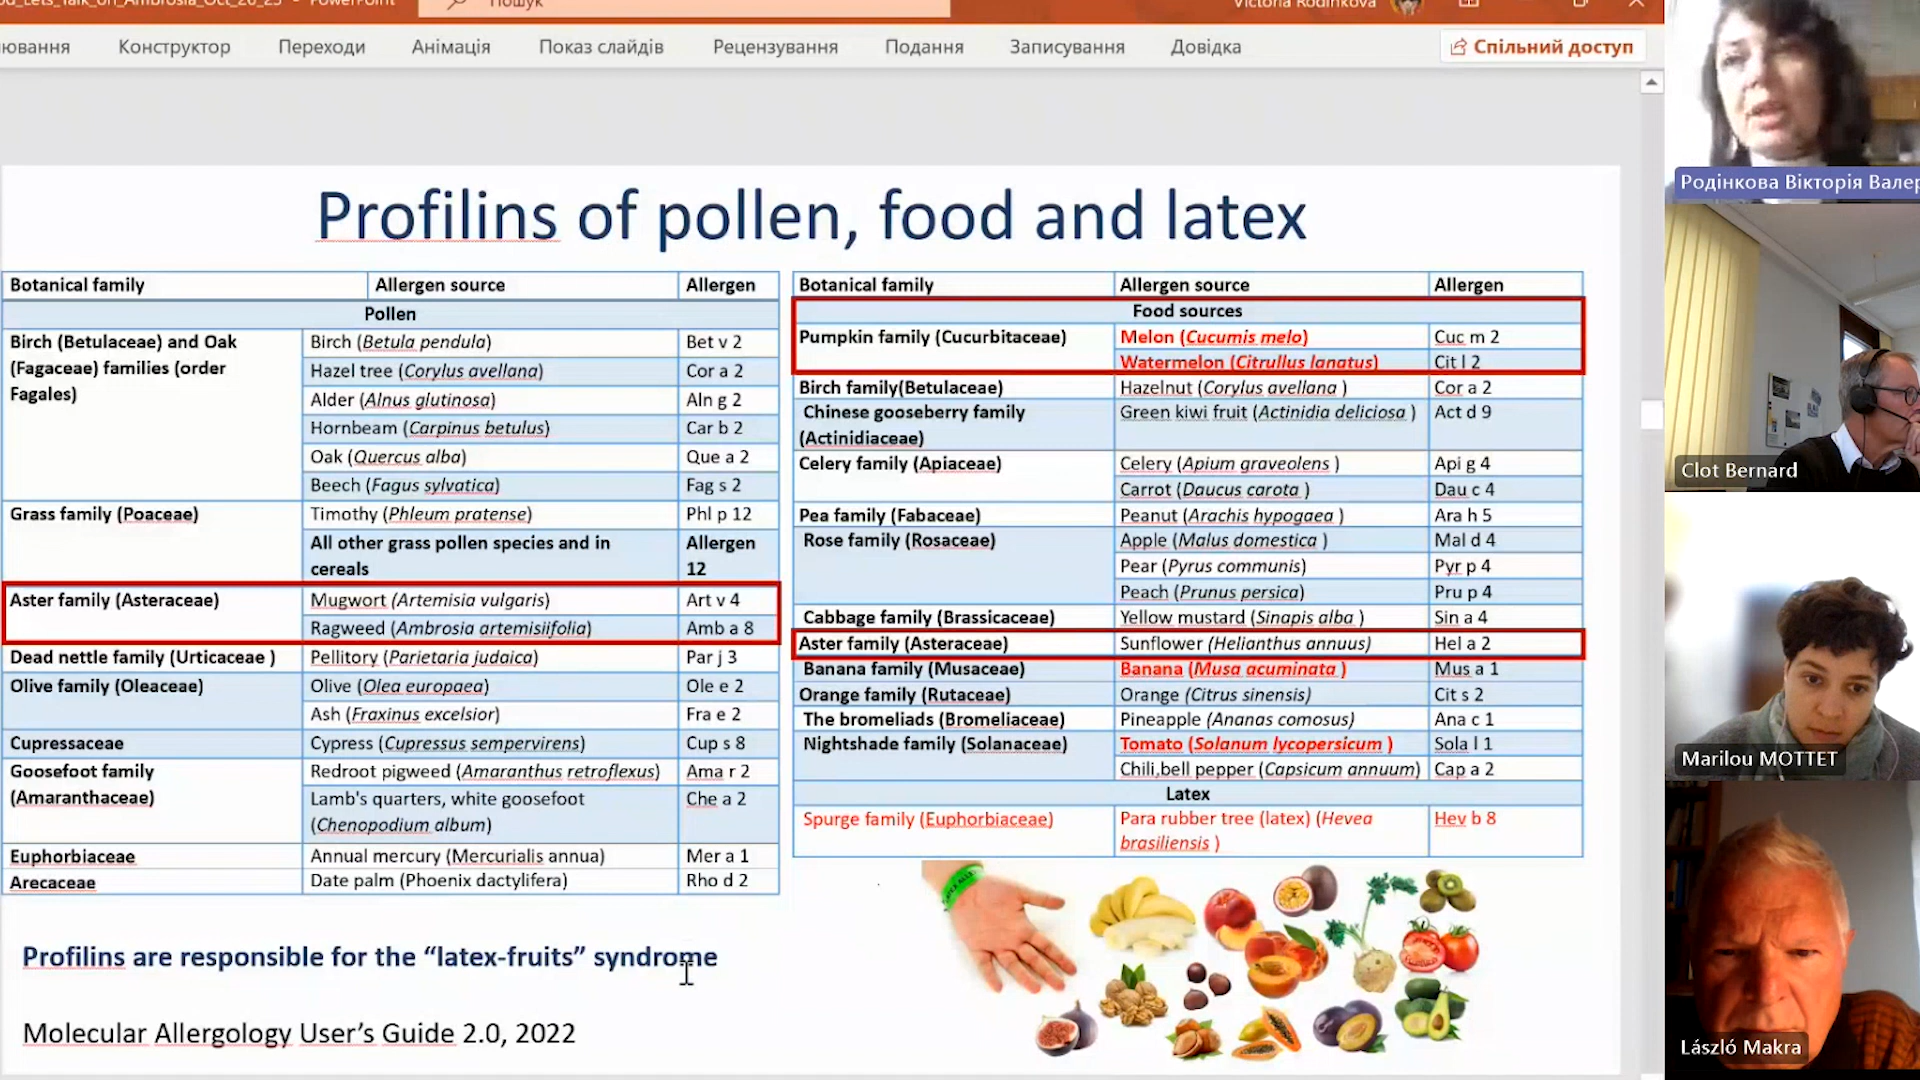 od_Lets_Talk_on_Ambrosia_Oct_26_23 - PowerPoint
Пошук
Victoria Rodinkova
ювання Конструктор Переходи Анімація Показ слайдів Рецензування Подання Записування Довідка Спільний доступ
Profilins of pollen, food and latex
Botanical family Allergen source Allergen
Pollen
Birch (Betulaceae) and Oak (Fagaceae) families (order Fagales) Birch (Betula pendula) Bet v 2
Hazel tree (Corylus avellana) Cor a 2
Alder (Alnus glutinosa) Aln g 2
Hornbeam (Carpinus betulus) Car b 2
Oak (Quercus alba) Que a 2
Beech (Fagus sylvatica) Fag s 2
Grass family (Poaceae) Timothy (Phleum pratense) Phl p 12
All other grass pollen species and in cereals Allergen 12
Aster family (Asteraceae) Mugwort (Artemisia vulgaris) Art v 4
Ragweed (Ambrosia artemisiifolia) Amb a 8
Dead nettle family (Urticaceae ) Pellitory (Parietaria judaica) Par j 3
Olive family (Oleaceae) Olive (Olea europaea) Ole e 2
Ash (Fraxinus excelsior) Fra e 2
Cupressaceae Cypress (Cupressus sempervirens) Cup s 8
Goosefoot family (Amaranthaceae) Redroot pigweed (Amaranthus retroflexus) Ama r 2
Lamb's quarters, white goosefoot (Chenopodium album) Che a 2
Euphorbiaceae Annual mercury (Mercurialis annua) Mer a 1
Arecaceae Date palm (Phoenix dactylifera) Rho d 2
Botanical family Allergen source Allergen
Food sources
Pumpkin family (Cucurbitaceae) Melon (Cucumis melo) Cuc m 2
Watermelon (Citrullus lanatus) Cit l 2
Birch family(Betulaceae) Hazelnut (Corylus avellana ) Cor a 2
Chinese gooseberry family (Actinidiaceae) Green kiwi fruit (Actinidia deliciosa ) Act d 9
Celery family (Apiaceae) Celery (Apium graveolens ) Api g 4
Carrot (Daucus carota ) Dau c 4
Pea family (Fabaceae) Peanut (Arachis hypogaea ) Ara h 5
Rose family (Rosaceae) Apple (Malus domestica ) Mal d 4
Pear (Pyrus communis) Pyr p 4
Peach (Prunus persica) Pru p 4
Cabbage family (Brassicaceae) Yellow mustard (Sinapis alba ) Sin a 4
Aster family (Asteraceae) Sunflower (Helianthus annuus) Hel a 2
Banana family (Musaceae) Banana (Musa acuminata ) Mus a 1
Orange family (Rutaceae) Orange (Citrus sinensis) Cit s 2
The bromeliads (Bromeliaceae) Pineapple (Ananas comosus) Ana c 1
Nightshade family (Solanaceae) Tomato (Solanum lycopersicum ) Sola l 1
Chili,bell pepper (Capsicum annuum) Cap a 2
Latex
Spurge family (Euphorbiaceae) Para rubber tree (latex) (Hevea brasiliensis ) Hev b 8
Profilins are responsible for the “latex-fruits” syndrome
Molecular Allergology User’s Guide 2.0, 2022
Родінкова Вікторія Валер
Clot Bernard
Marilou MOTTET
László Makra